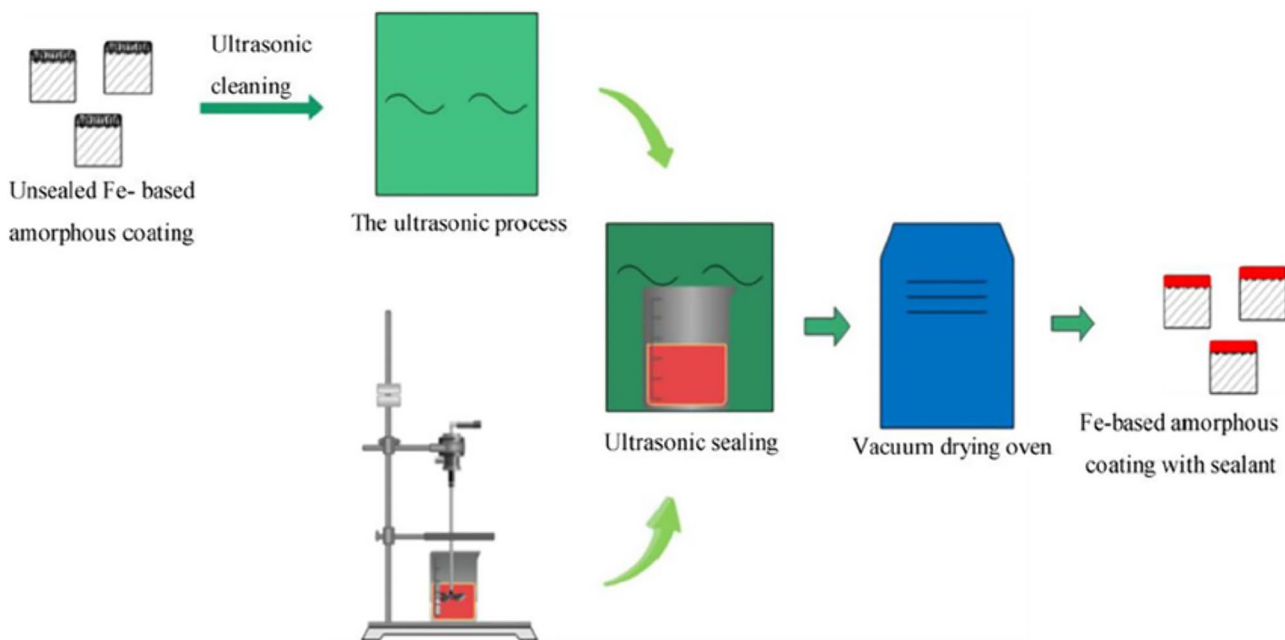 Ultrasonic
cleaning
Unsealed Fe- based
amorphous coating
The ultrasonic process
Ultrasonic sealing
Vacuum drying oven
Fe-based amorphous
coating with sealant